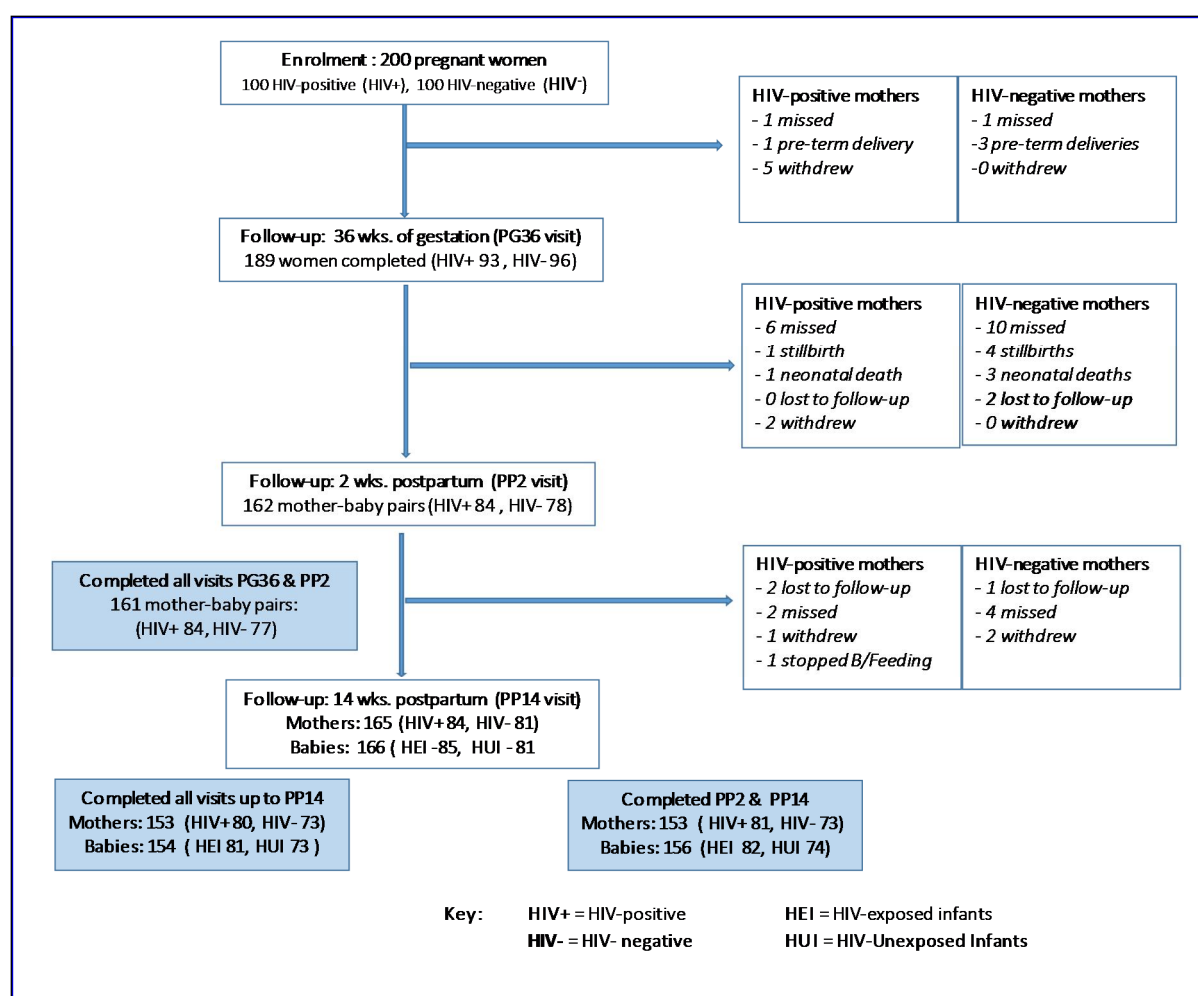 Enrolment : 200 pregnant women
100 HIV-positive (HIV+), 100 HIV-negative (HIV-)
HIV-positive mothers
- 1 missed
- 1 pre-term delivery
- 5 withdrew
HIV-negative mothers
- 1 missed
-3 pre-term deliveries
-0 withdrew
Follow-up: 36 wks. of gestation (PG36 visit)
189 women completed (HIV+ 93 , HIV- 96)
HIV-positive mothers
- 6 missed
- 1 stillbirth
- 1 neonatal death
- 0 lost to follow-up
- 2 withdrew
HIV-negative mothers
- 10 missed
- 4 stillbirths
- 3 neonatal deaths
- 2 lost to follow-up
- 0 withdrew
Follow-up: 2 wks. postpartum (PP2 visit)
162 mother-baby pairs (HIV+ 84 , HIV- 78)
Completed all visits PG36 & PP2
161 mother-baby pairs:
(HIV+ 84, HIV- 77)
HIV-positive mothers
- 2 lost to follow-up
- 2 missed
- 1 withdrew
- 1 stopped B/Feeding
HIV-negative mothers
- 1 lost to follow-up
- 4 missed
- 2 withdrew
Follow-up: 14 wks. postpartum (PP14 visit)
Mothers: 165 (HIV+ 84, HIV- 81)
Babies: 166 ( HEI -85, HUI - 81
Completed all visits up to PP14
Mothers: 153 (HIV+ 80, HIV- 73)
Babies: 154 ( HEI 81, HUI 73 )
Completed PP2 & PP14
Mothers: 153 ( HIV+ 81, HIV- 73)
Babies: 156 (HEI 82, HUI 74)
Key: HIV+ = HIV-positive HEI = HIV-exposed infants
HIV- = HIV- negative HUI = HIV-Unexposed Infants